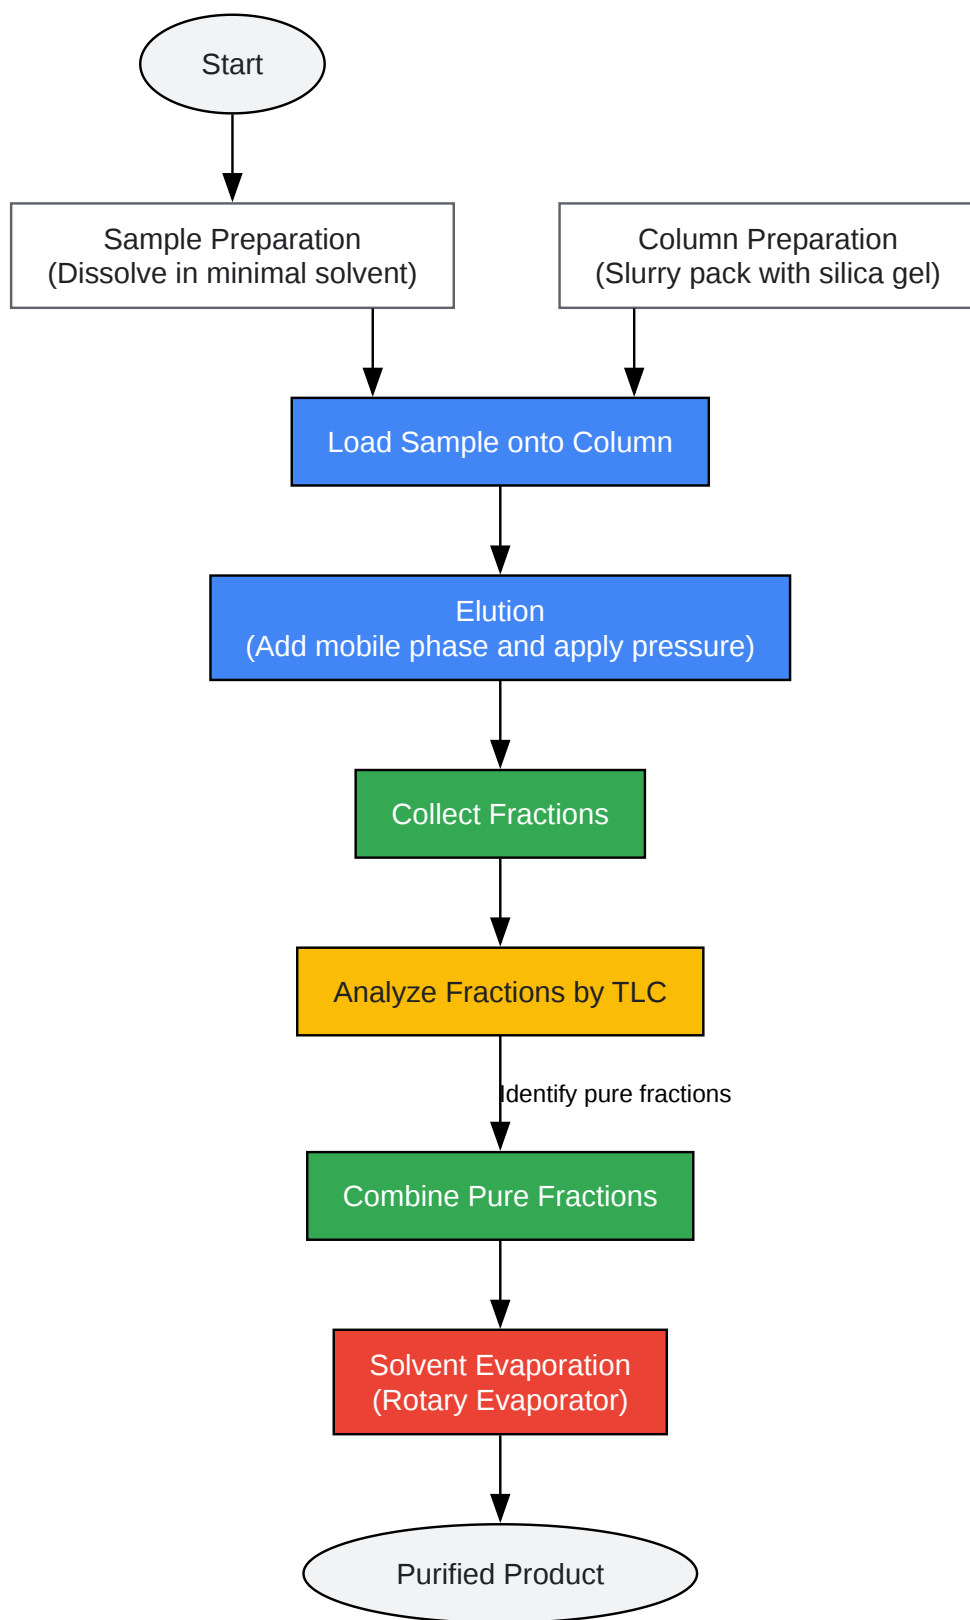 Start
Sample Preparation
(Dissolve in minimal solvent)
Column Preparation
(Slurry pack with silica gel)
Load Sample onto Column
Elution
(Add mobile phase and apply pressure)
Collect Fractions
Analyze Fractions by TLC
Identify pure fractions
Combine Pure Fractions
Solvent Evaporation
(Rotary Evaporator)
Purified Product